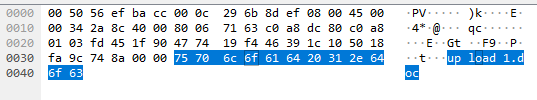 0000 00 50 56 ef ba cc 00 0c 29 6b 8d ef 08 00 45 00 ·PV·····)k····E·
0010 00 34 2a 8c 40 00 80 06 71 63 c0 a8 dc 80 c0 a8 ·4*·@···qc······
0020 01 03 fd 45 1f 90 47 74 19 f4 46 39 1c 10 50 18 ···E··Gt··F9··P·
0030 fa 9c 74 8a 00 00 75 70 6c 6f 61 64 20 31 2e 64 ··t···upload 1.d
0040 6f 63 oc